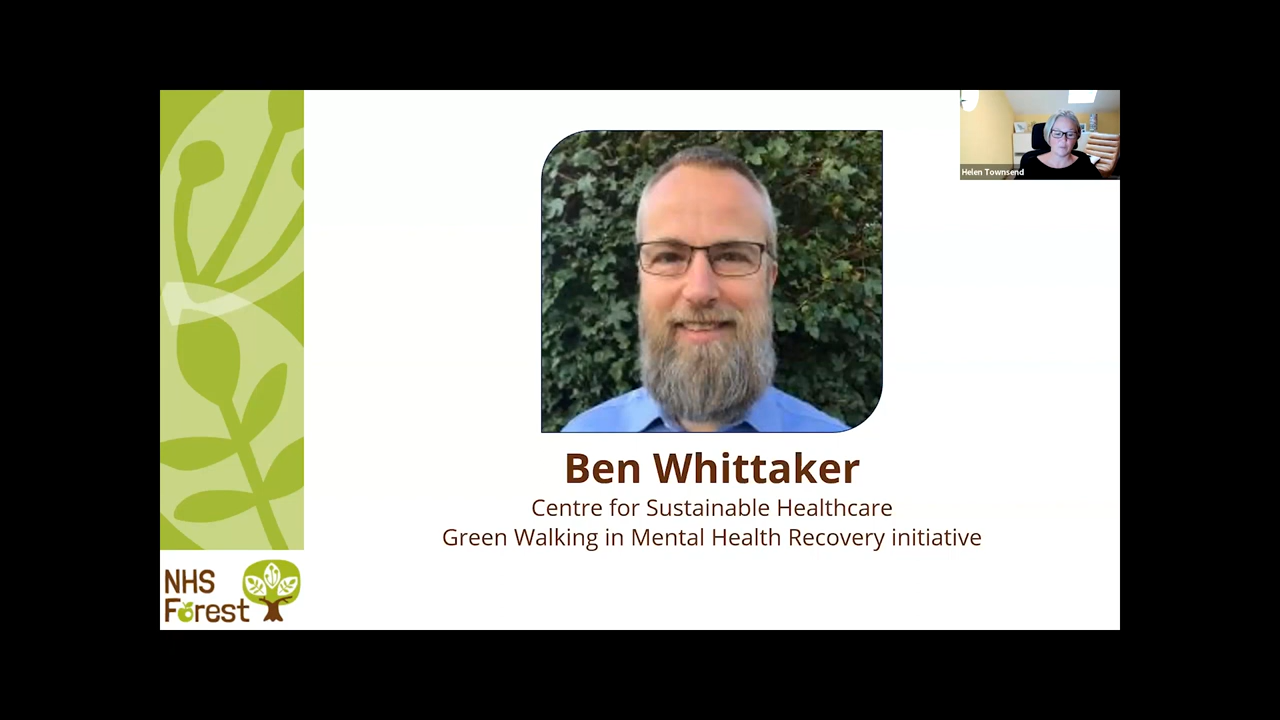 Helen Townsend
Ben Whittaker
Centre for Sustainable Healthcare
Green Walking in Mental Health Recovery initiative
NHS
Forest